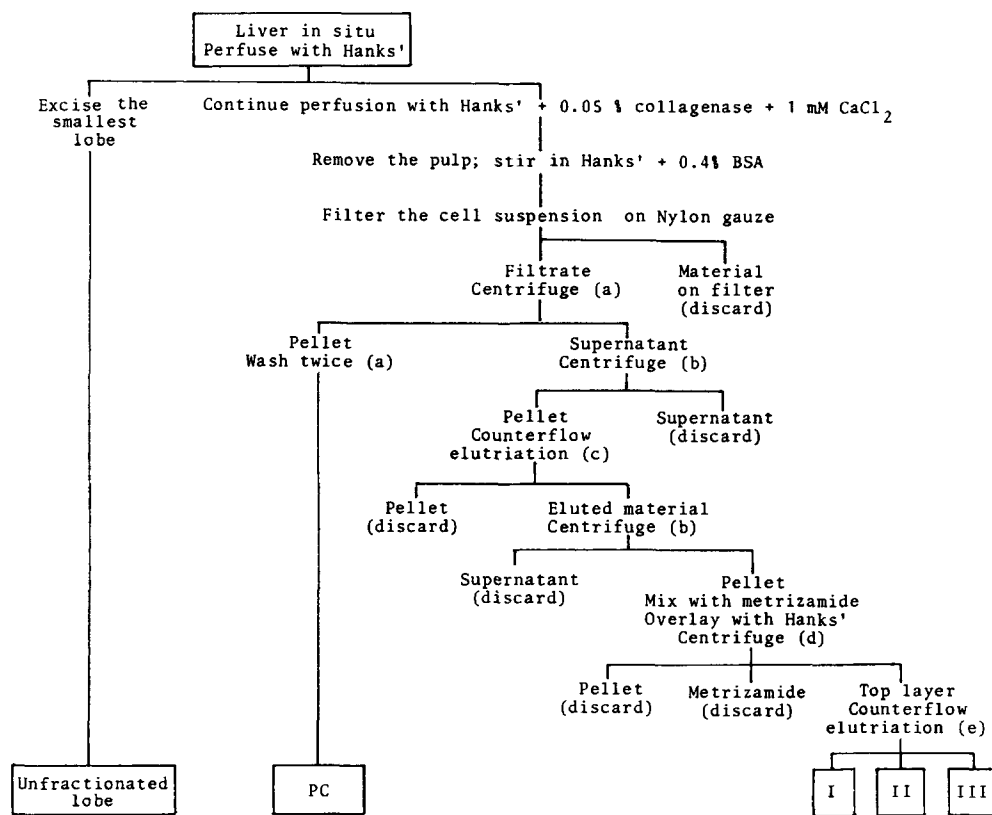 Liver in situ
Perfuse with Hanks'
Excise the
smallest
lobe
Continue perfusion with Hanks' + 0.05 % collagenase + 1 mM CaCl2
Remove the pulp; stir in Hanks' + 0.4% BSA
Filter the cell suspension on Nylon gauze
Filtrate
Centrifuge (a)
Material
on filter
(discard)
Pellet
Wash twice (a)
Supernatant
Centrifuge (b)
Pellet
Counterflow
elutriation (c)
Supernatant
(discard)
Pellet
(discard)
Eluted material
Centrifuge (b)
Supernatant
(discard)
Pellet
Mix with metrizamide
Overlay with Hanks'
Centrifuge (d)
Pellet
(discard)
Metrizamide
(discard)
Top layer
Counterflow
elutriation (e)
Unfractionated
lobe
PC
I
II
III